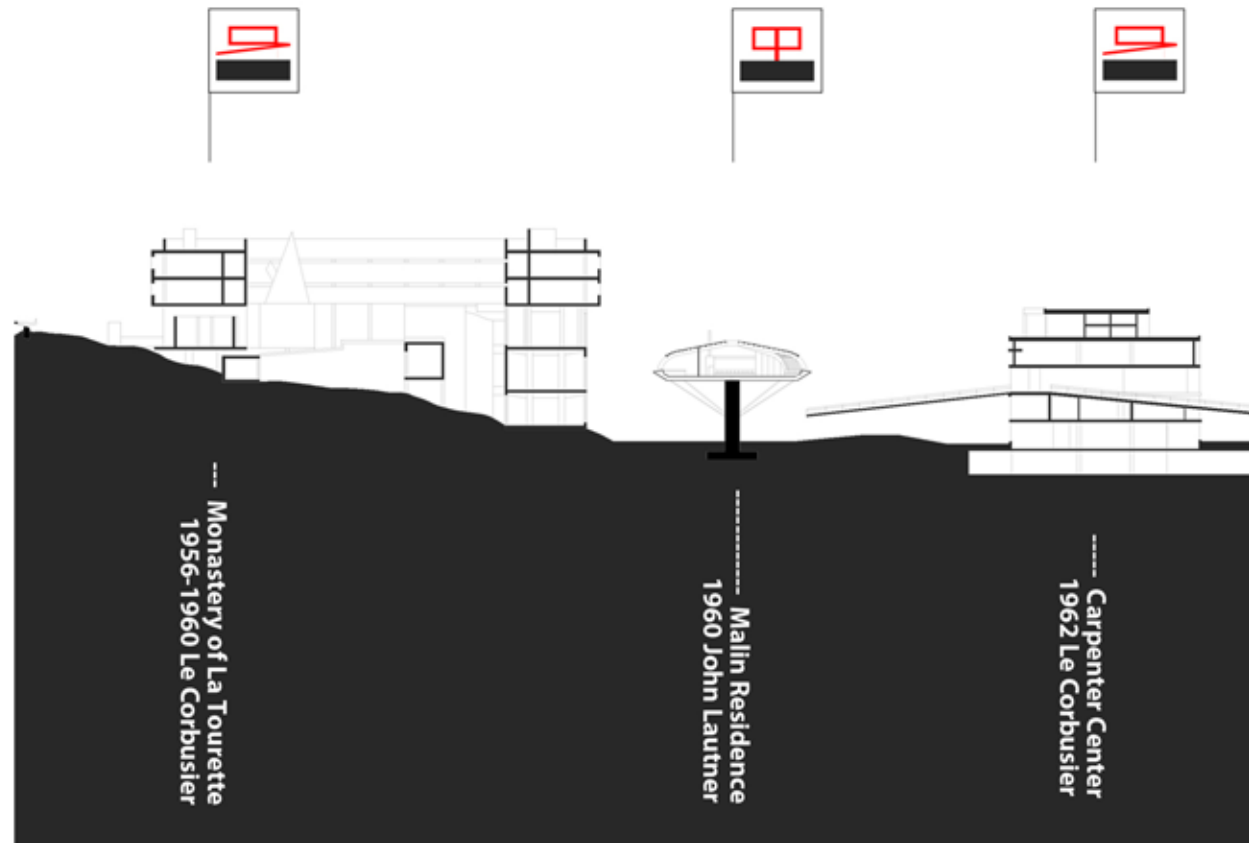 --- Monastery of La Tourette
1956-1960 Le Corbusier
---------- Malin Residence
1960 John Lautner
----- Carpenter Center
1962 Le Corbusier